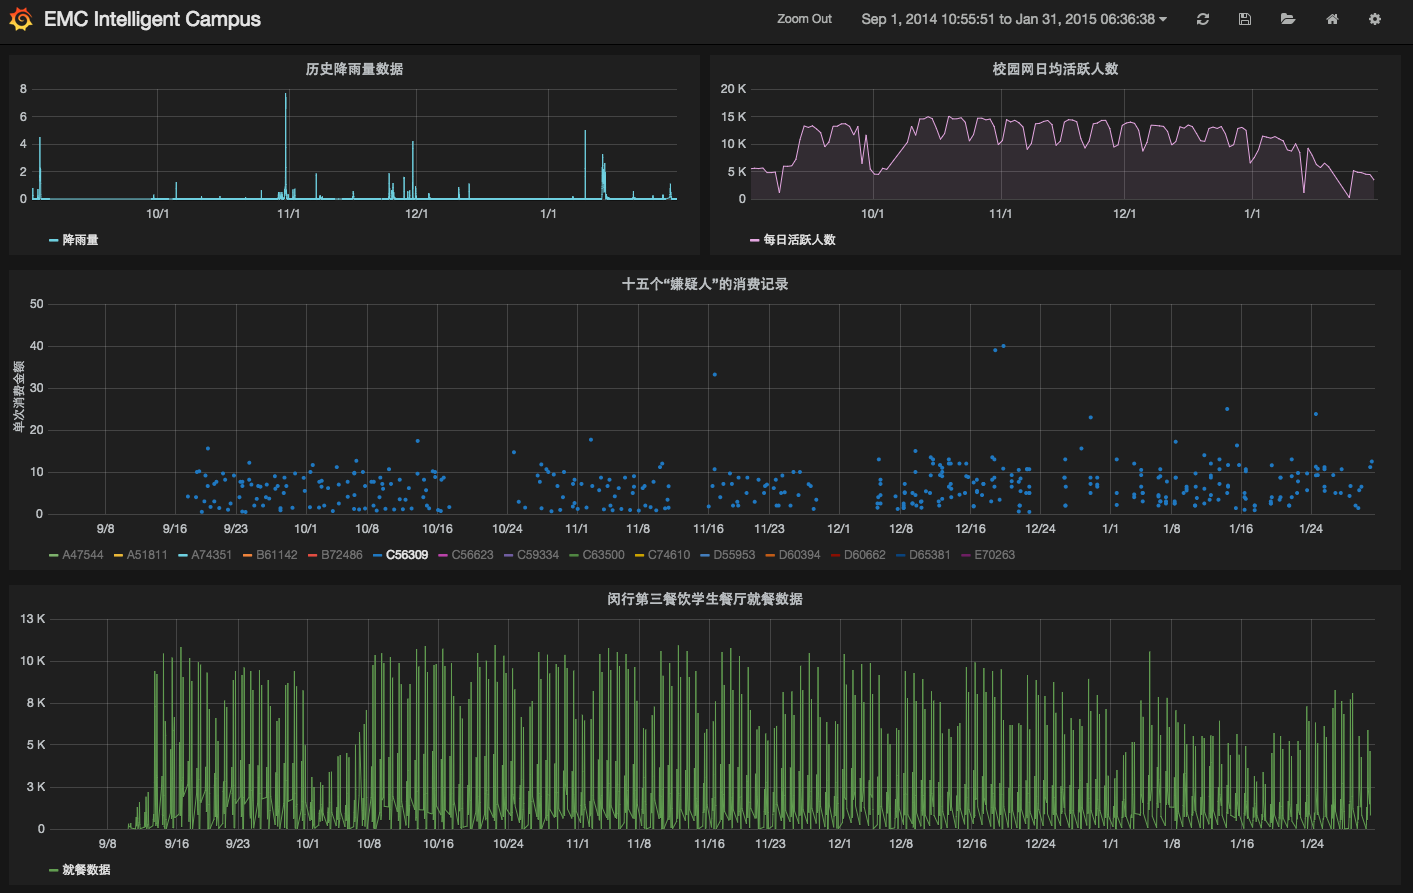 EMC Intelligent Campus
Zoom Out
Sep 1, 2014 10:55:51 to Jan 31, 2015 06:36:38
历史降雨量数据
8
6
4
2
0
10/1 11/1 12/1 1/1
降雨量
校园网日均活跃人数
20 K
15 K
10 K
5 K
0
10/1 11/1 12/1 1/1
每日活跃人数
十五个“嫌疑人”的消费记录
单次消费金额
50
40
30
20
10
0
9/8 9/16 9/23 10/1 10/8 10/16 10/24 11/1 11/8 11/16 11/23 12/1 12/8 12/16 12/24 1/1 1/8 1/16 1/24
A47544 A51811 A74351 B61142 B72486 C56309 C56623 C59334 C63500 C74610 D55953 D60394 D60662 D65381 E70263
闵行第三餐饮学生餐厅就餐数据
13 K
10 K
8 K
5 K
3 K
0
9/8 9/16 9/23 10/1 10/8 10/16 10/24 11/1 11/8 11/16 11/23 12/1 12/8 12/16 12/24 1/1 1/8 1/16 1/24
就餐数据